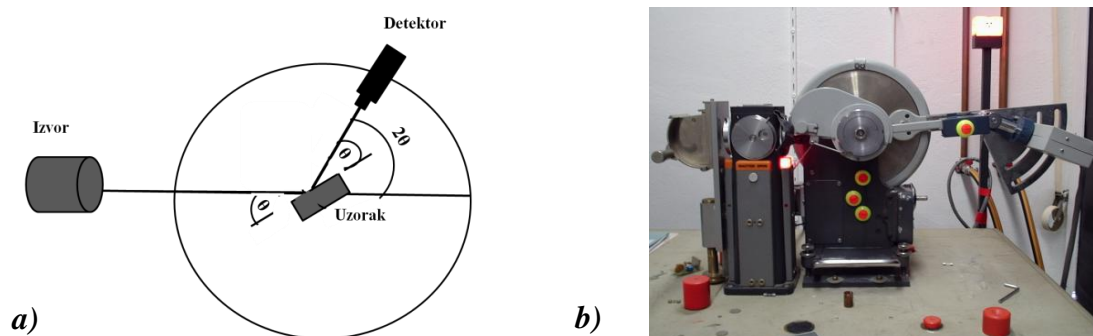 Detektor
Izvor
2θ
θ
θ
Uzorak
a)
b)